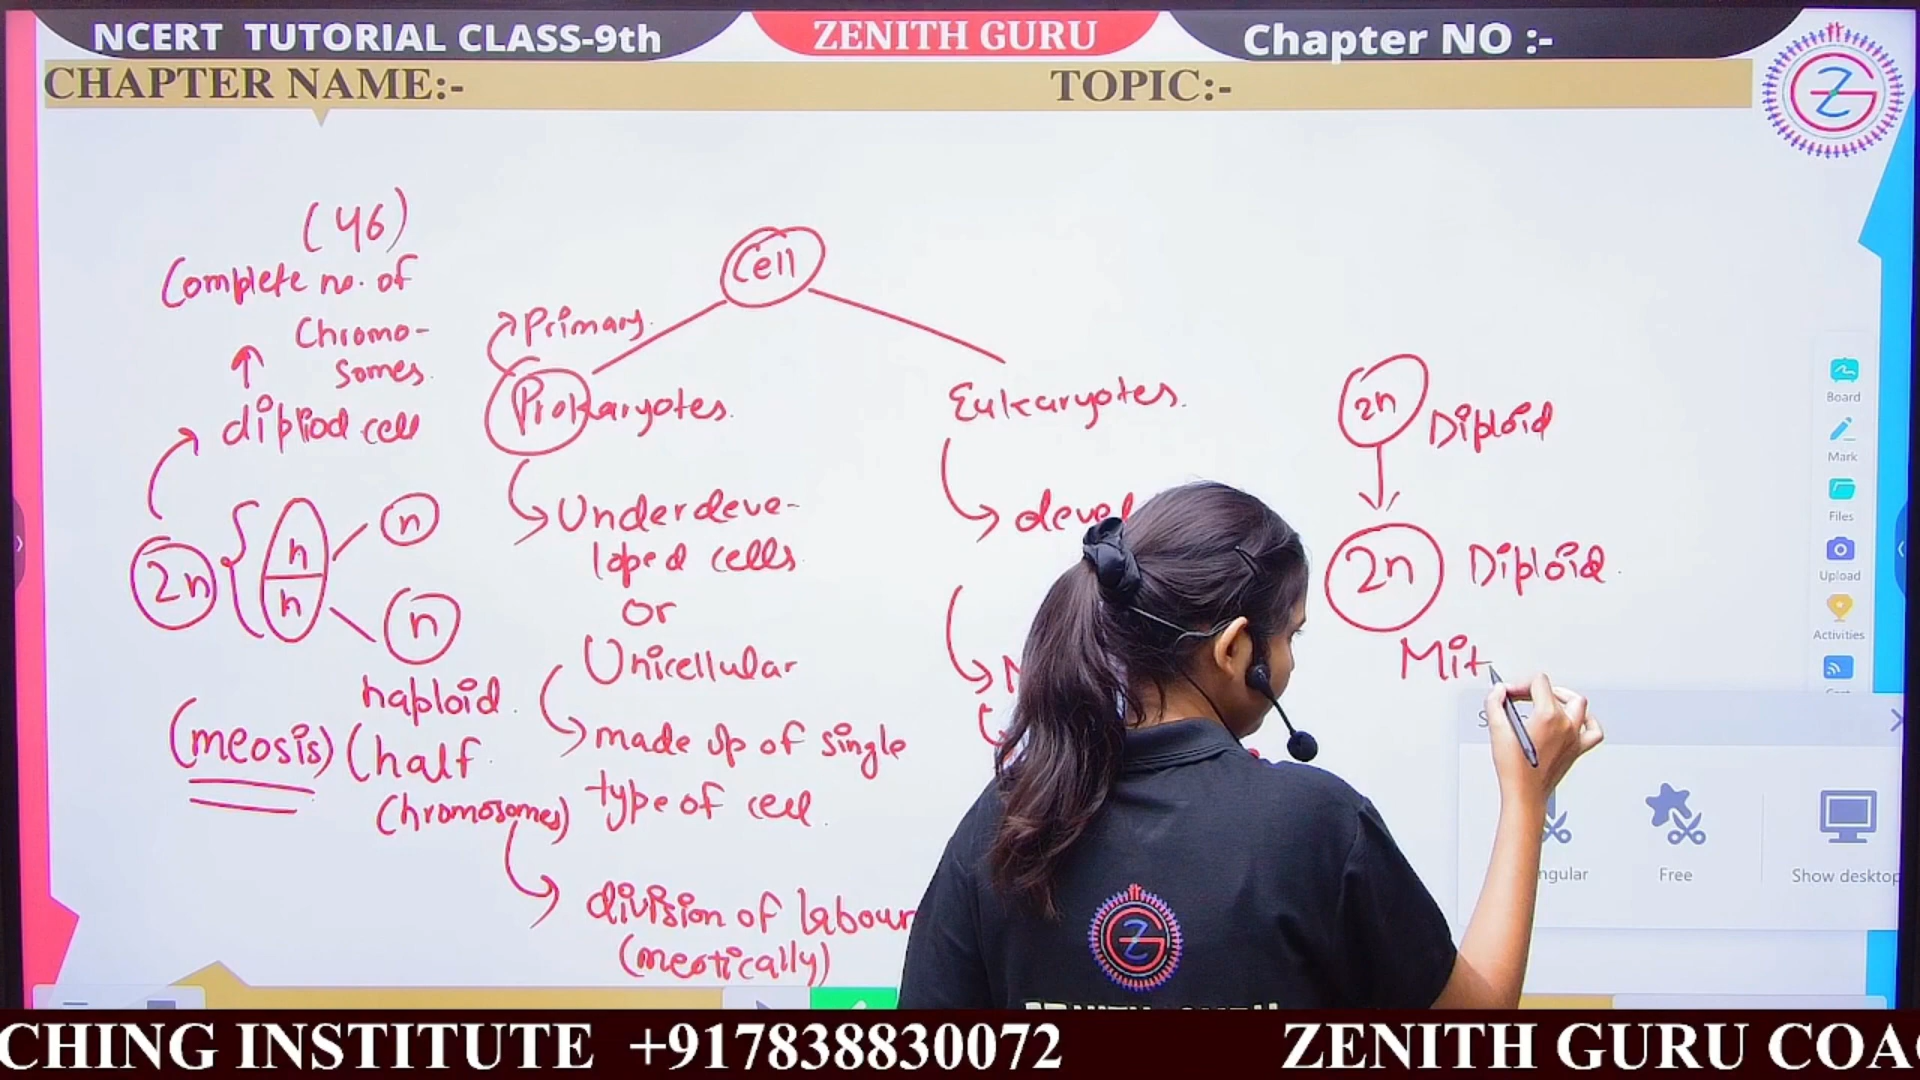 NCERT TUTORIAL CLASS-9th
ZENITH GURU
Chapter NO :-
CHAPTER NAME:-
TOPIC:-
(46)
Complete no. of
Chromo-
somes.
dipliod cell
2n
n
n
n
n
haploid.
(meosis)
(half
Chromosomes)
Cell
Primary.
Prokaryotes.
Underdeve-
loped cells
or
Unicellular
made up of single
type of cell.
division of labour
(meotically)
Eukaryotes.
2n
Diploid
2n
Diploid.
Mit
Board
Mark
Files
Upload
Activities
ngular
Free
Show desktop
ZG
CHING INSTITUTE +917838830072
ZENITH GURU COA